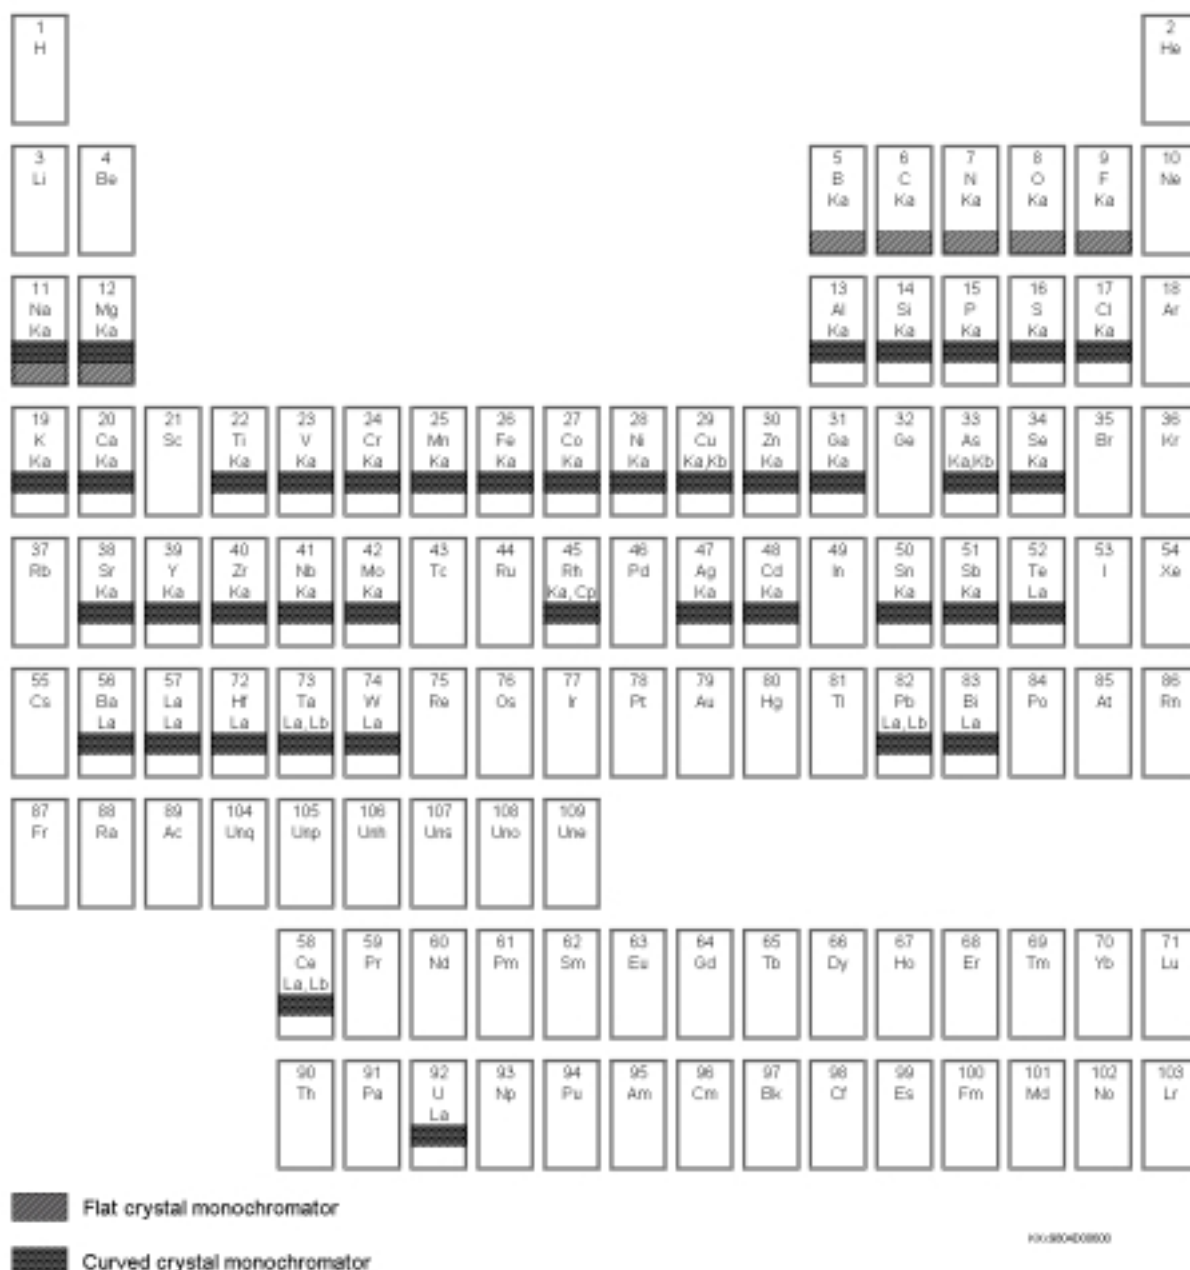 1 2
H He
3 4 5 6 7 8 9 10
Li Be B C N O F Ne
Ka Ka Ka Ka Ka
11 12 13 14 15 16 17 18
Na Mg Al Si P S Cl Ar
Ka Ka Ka Ka Ka Ka Ka
19 20 21 22 23 24 25 26 27 28 29 30 31 32 33 34 35 36
K Ca Sc Ti V Cr Mn Fe Co Ni Cu Zn Ga Ge As Se Br Kr
Ka Ka Ka Ka Ka Ka Ka Ka Ka Ka,Kb Ka Ka Ka,Kb Ka
37 38 39 40 41 42 43 44 45 46 47 48 49 50 51 52 53 54
Rb Sr Y Zr Nb Mo Tc Ru Rh Pd Ag Cd In Sn Sb Te I Xe
Ka Ka Ka Ka Ka Ka, Cp Ka Ka Ka Ka La
55 56 57 72 73 74 75 76 77 78 79 80 81 82 83 84 85 86
Cs Ba La Hf Ta W Re Os Ir Pt Au Hg Tl Pb Bi Po At Rn
La La La La,Lb La La,Lb La
87 88 89 104 105 106 107 108 109
Fr Ra Ac Unq Unp Unh Uns Uno Une
58 59 60 61 62 63 64 65 66 67 68 69 70 71
Ce Pr Nd Pm Sm Eu Gd Tb Dy Ho Er Tm Yb Lu
La,Lb
90 91 92 93 94 95 96 97 98 99 100 101 102 103
Th Pa U Np Pu Am Cm Bk Cf Es Fm Md No Lr
La
Flat crystal monochromator
Curved crystal monochromator